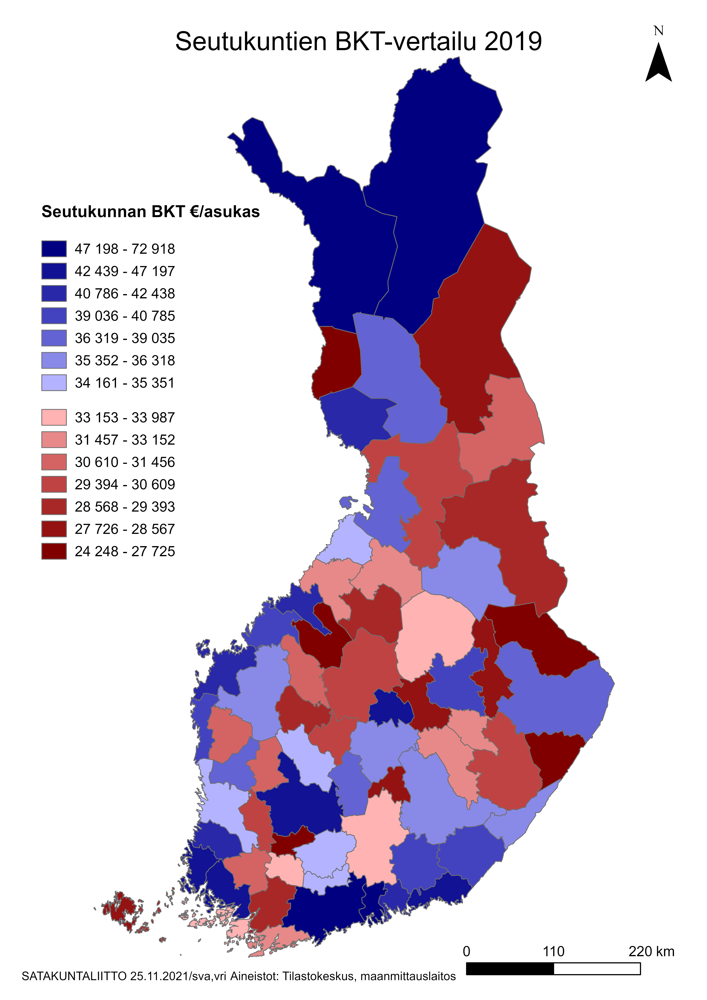 Seutukuntien BKT-vertailu 2019
N
Seutukunnan BKT €/asukas
47 198 - 72 918
42 439 - 47 197
40 786 - 42 438
39 036 - 40 785
36 319 - 39 035
35 352 - 36 318
34 161 - 35 351
33 153 - 33 987
31 457 - 33 152
30 610 - 31 456
29 394 - 30 609
28 568 - 29 393
27 726 - 28 567
24 248 - 27 725
0 110 220 km
SATAKUNTALIITTO 25.11.2021/sva,vri Aineistot: Tilastokeskus, maanmittauslaitos